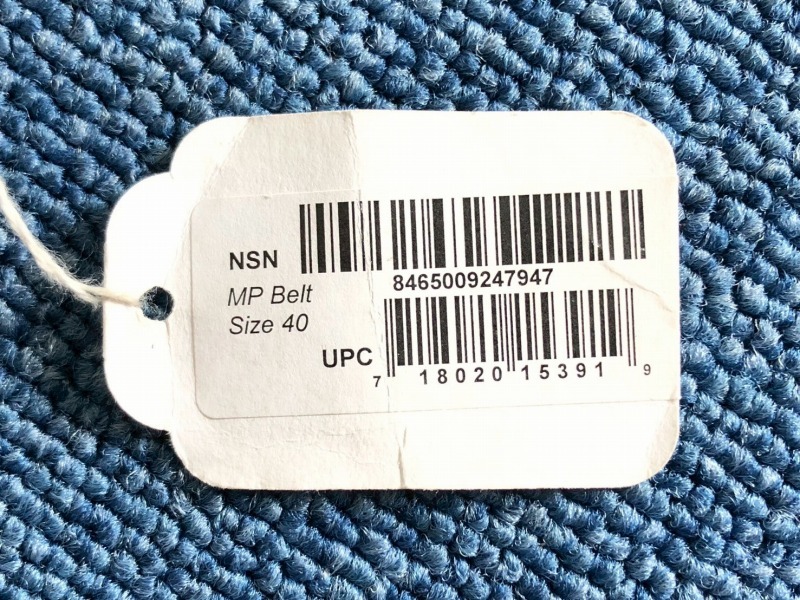 NSN
8465009247947
MP Belt
Size 40
UPC
7 18020 15391 9